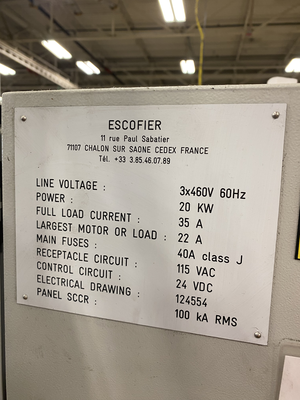 ESCOFIER
11 rue Paul Sabatier
71107 CHALON SUR SAONE CEDEX FRANCE
Tél. +33 3.85.46.07.89
LINE VOLTAGE : 3x460V 60Hz
POWER : 20 KW
FULL LOAD CURRENT : 35 A
LARGEST MOTOR OR LOAD : 22 A
MAIN FUSES : 40A class J
RECEPTACLE CIRCUIT : 115 VAC
CONTROL CIRCUIT : 24 VDC
ELECTRICAL DRAWING : 124554
PANEL SCCR : 100 kA RMS